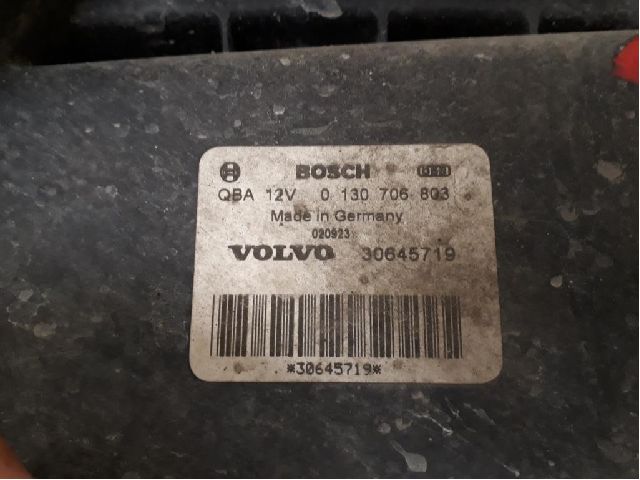 BOSCH
QBA 12V 0 130 706 803
Made in Germany
020923
VOLVO 30645719
*30645719*